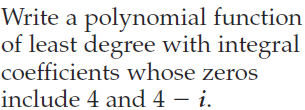 Write a polynomial function
of least degree with integral
coefficients whose zeros
include 4 and 4 − i.